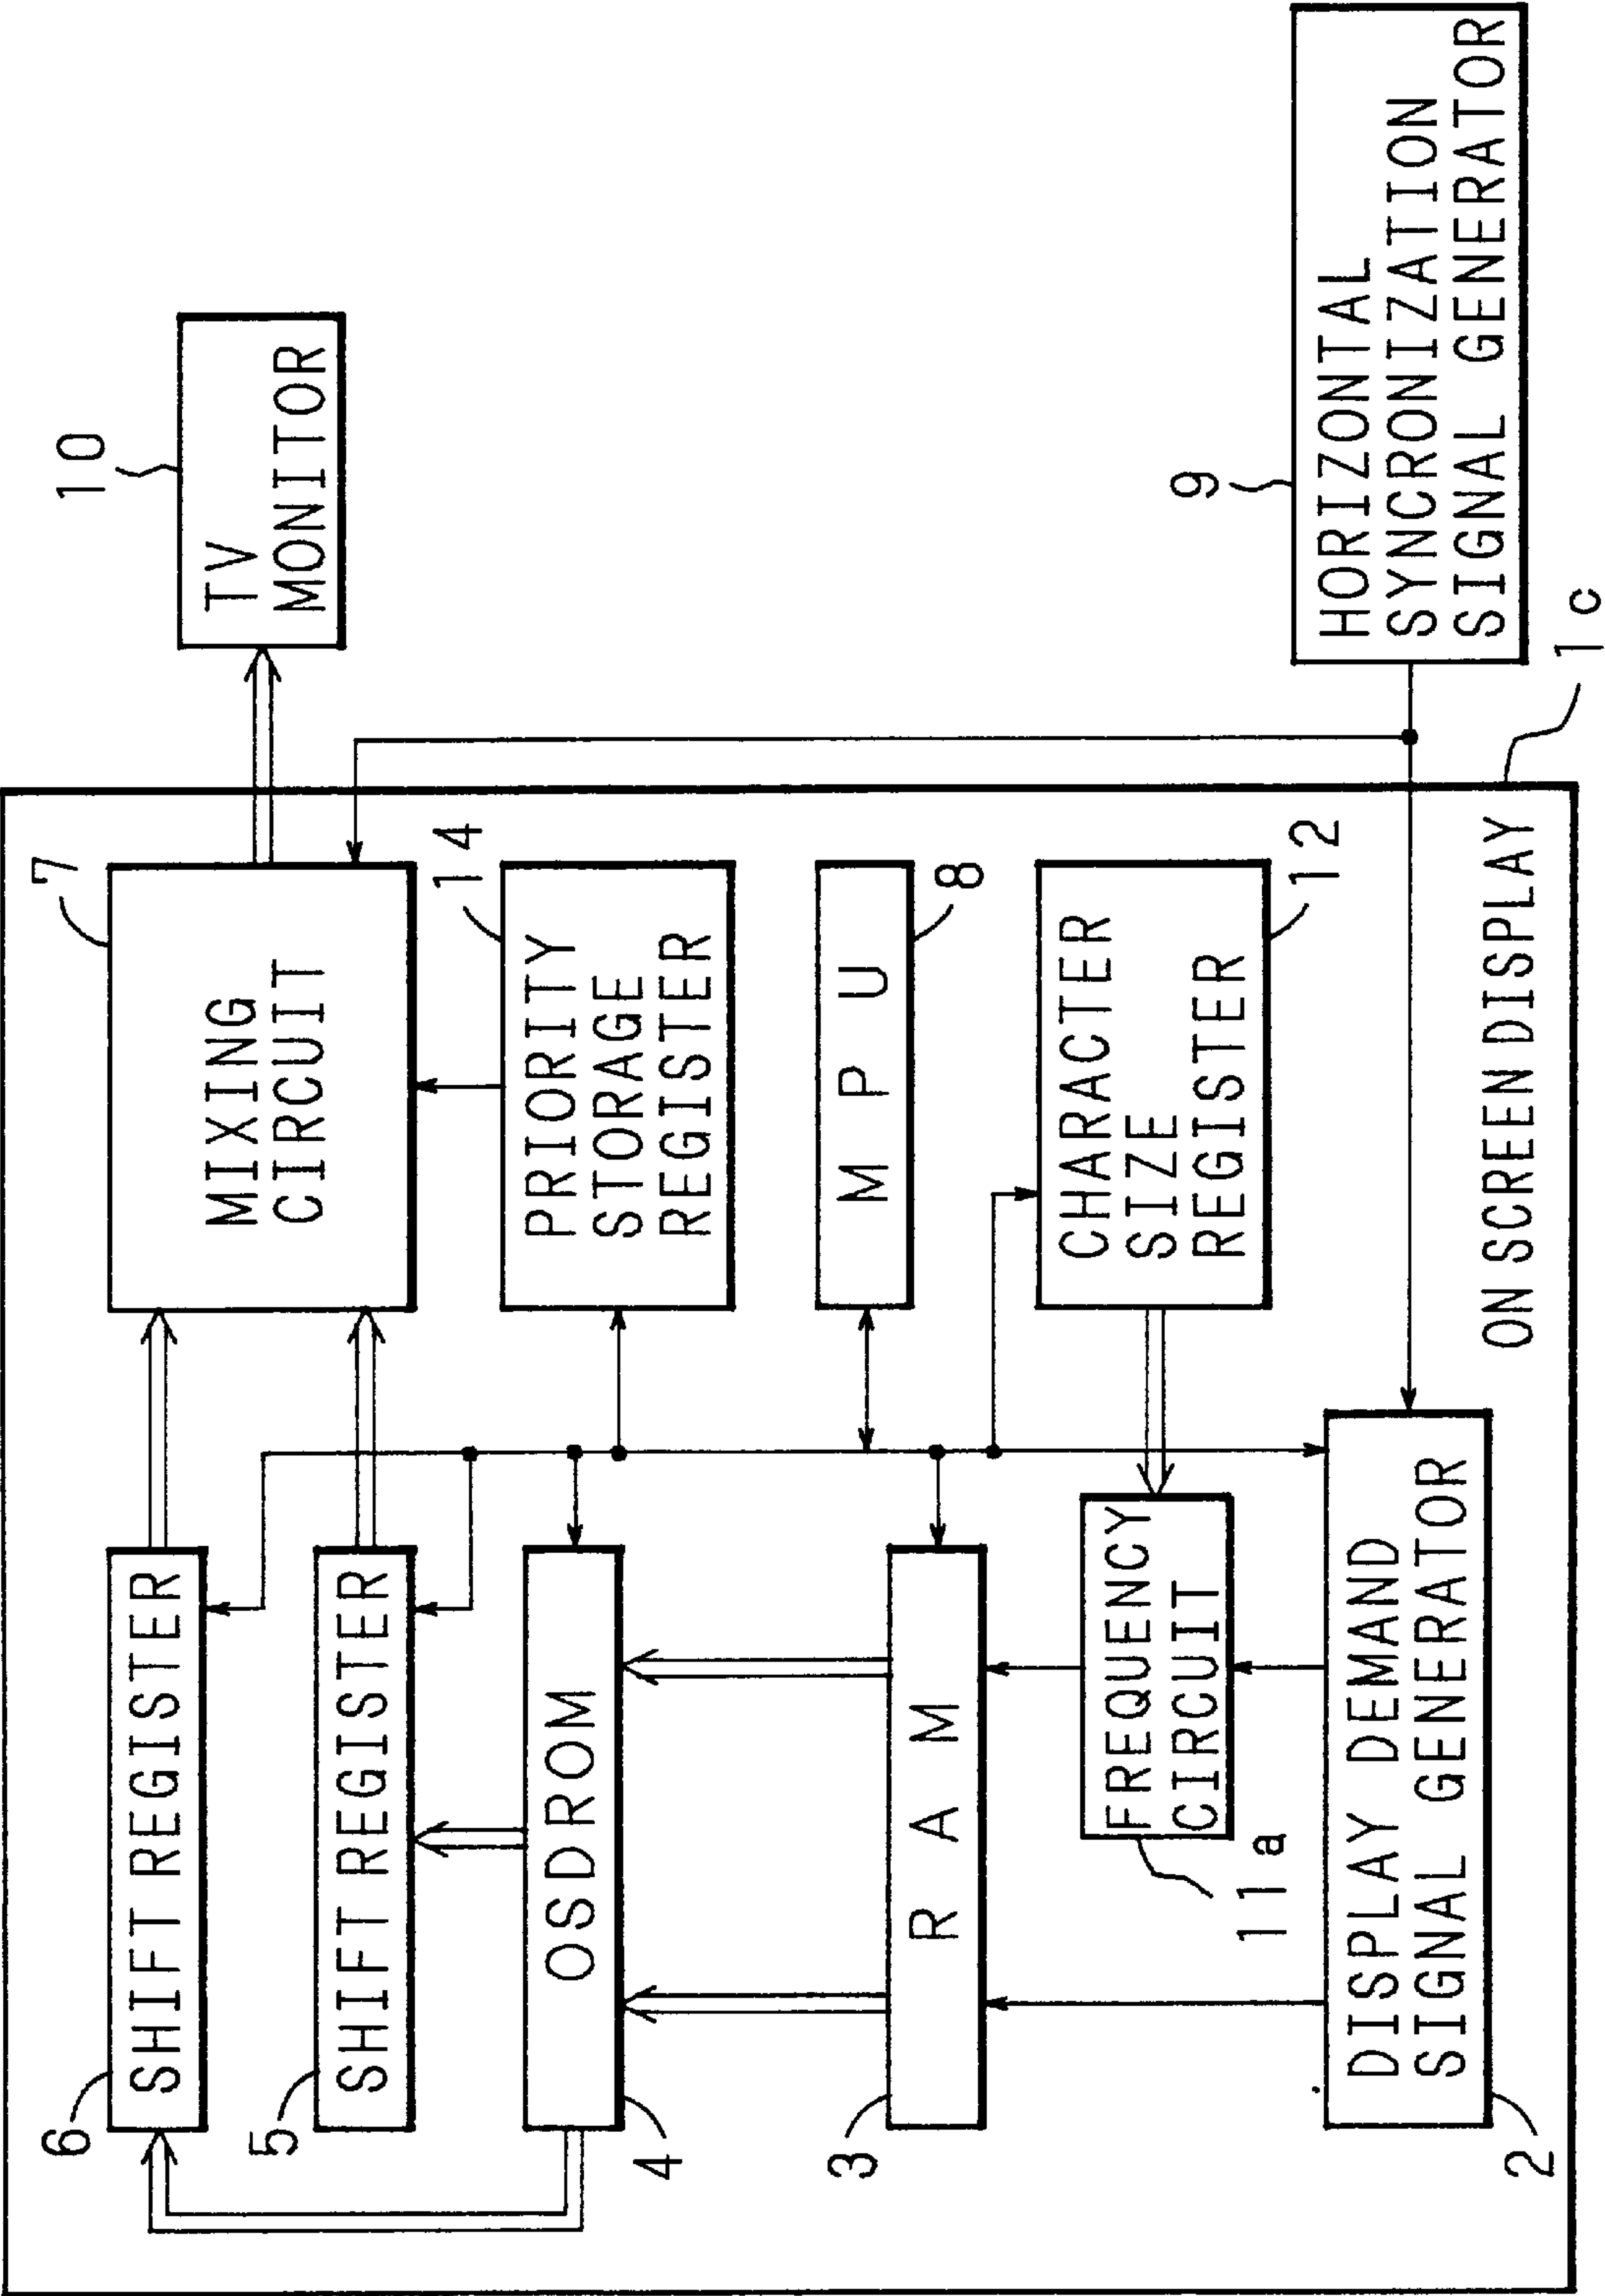 6
SHIFT REGISTER
7
MIXING
CIRCUIT
10
TV
MONITOR
5
SHIFT REGISTER
14
PRIORITY
STORAGE
REGISTER
4
OSDROM
8
MPU
3
RAM
12
CHARACTER
SIZE
REGISTER
11a
FREQUENCY
CIRCUIT
2
DISPLAY DEMAND
SIGNAL GENERATOR
9
HORIZONTAL
SYNCRONIZATION
SIGNAL GENERATOR
ON SCREEN DISPLAY
1c